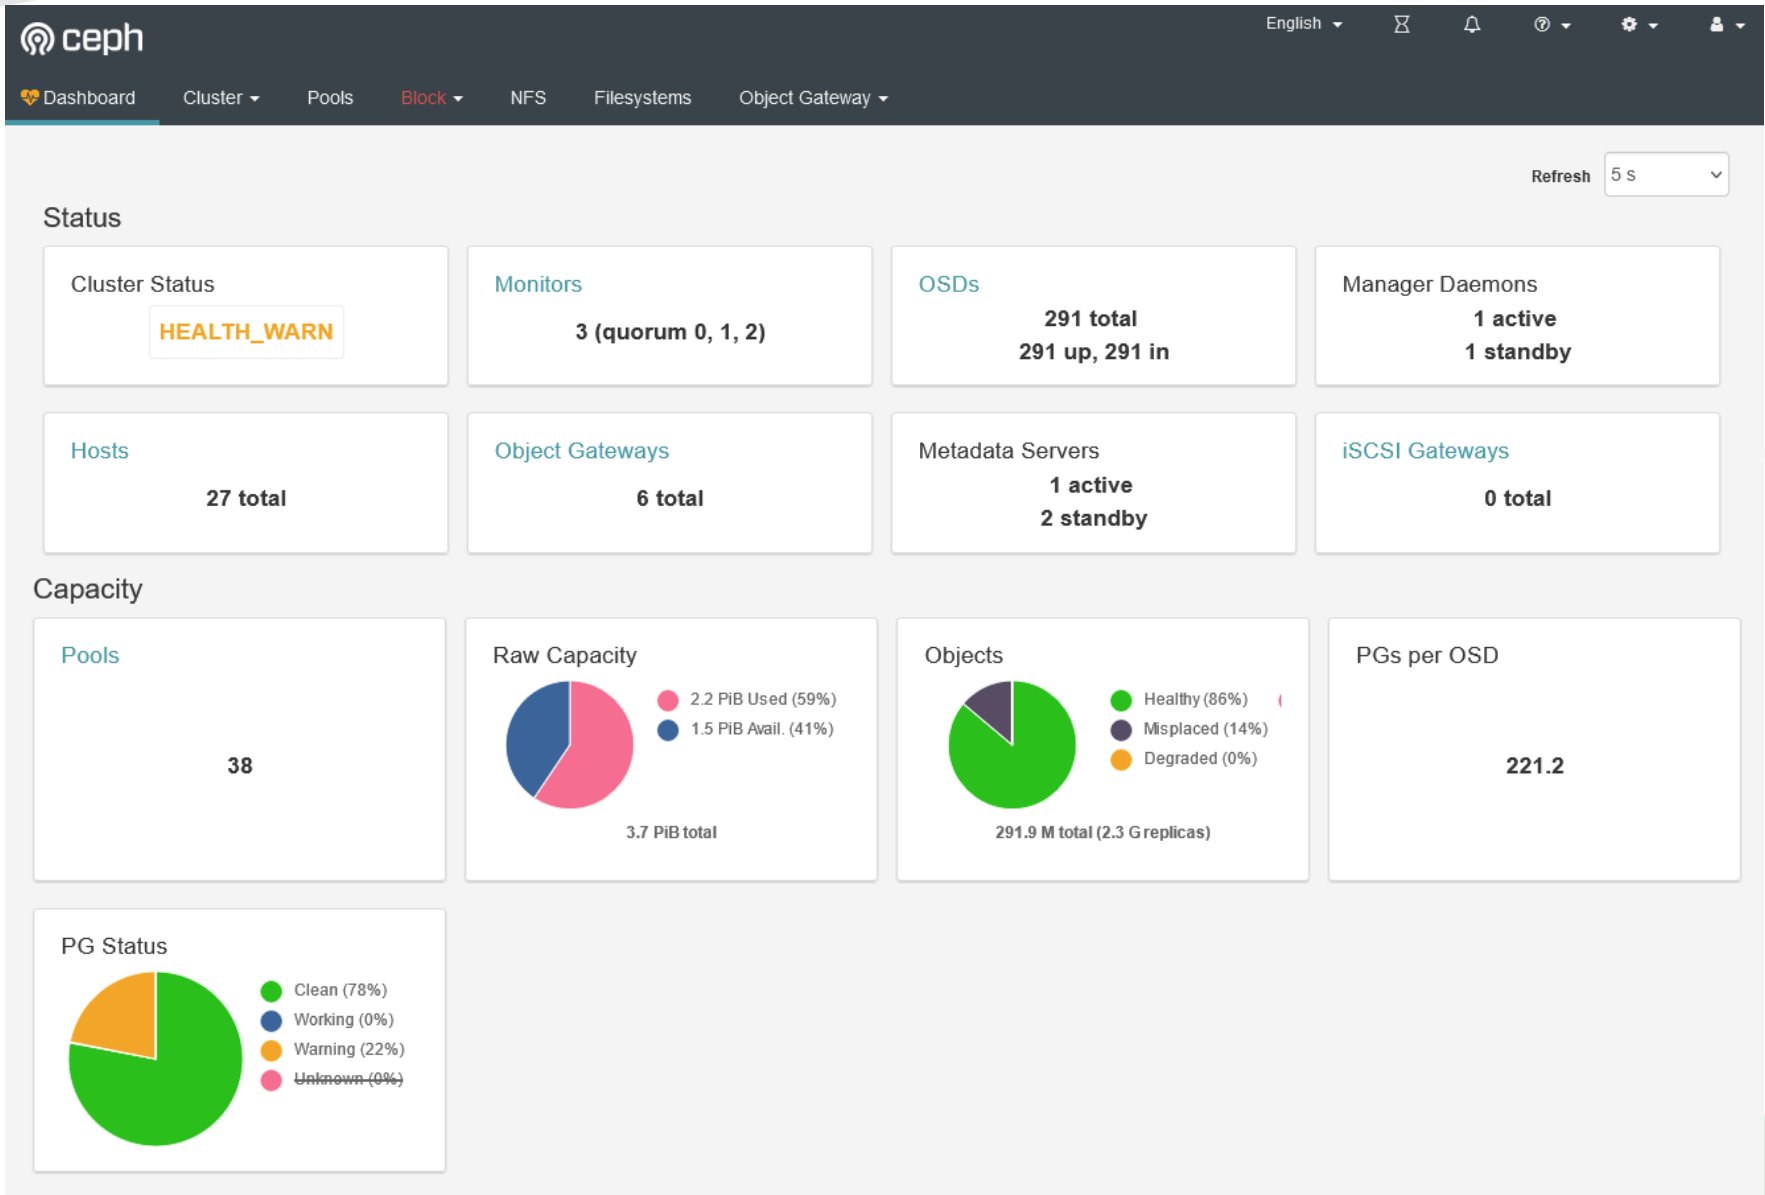 ceph
English
Dashboard Cluster Pools Block NFS Filesystems Object Gateway
Refresh 5 s
Status
Cluster Status
HEALTH_WARN
Monitors
3 (quorum 0, 1, 2)
OSDs
291 total
291 up, 291 in
Manager Daemons
1 active
1 standby
Hosts
27 total
Object Gateways
6 total
Metadata Servers
1 active
2 standby
iSCSI Gateways
0 total
Capacity
Pools
38
Raw Capacity
2.2 PiB Used (59%)
1.5 PiB Avail. (41%)
3.7 PiB total
Objects
Healthy (86%)
Misplaced (14%)
Degraded (0%)
291.9 M total (2.3 G replicas)
PGs per OSD
221.2
PG Status
Clean (78%)
Working (0%)
Warning (22%)
Unknown (0%)